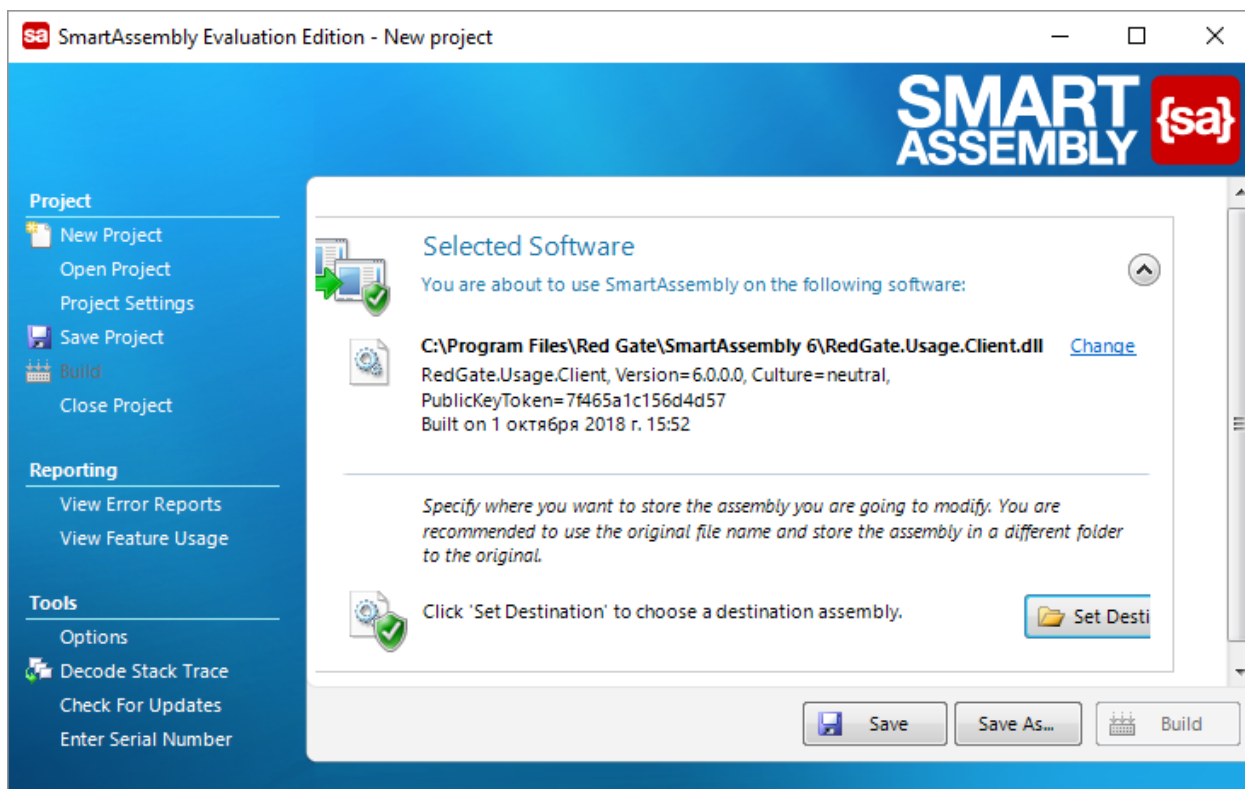 SmartAssembly Evaluation Edition - New project
SMART
ASSEMBLY
{sa}
Project
New Project
Open Project
Project Settings
Save Project
Build
Close Project
Reporting
View Error Reports
View Feature Usage
Tools
Options
Decode Stack Trace
Check For Updates
Enter Serial Number
Selected Software
You are about to use SmartAssembly on the following software:
C:\Program Files\Red Gate\SmartAssembly 6\RedGate.Usage.Client.dll Change
RedGate.Usage.Client, Version=6.0.0.0, Culture=neutral,
PublicKeyToken=7f465a1c156d4d57
Built on 1 октября 2018 г. 15:52
Specify where you want to store the assembly you are going to modify. You are
recommended to use the original file name and store the assembly in a different folder
to the original.
Click 'Set Destination' to choose a destination assembly.
Set Desti
Save
Save As...
Build